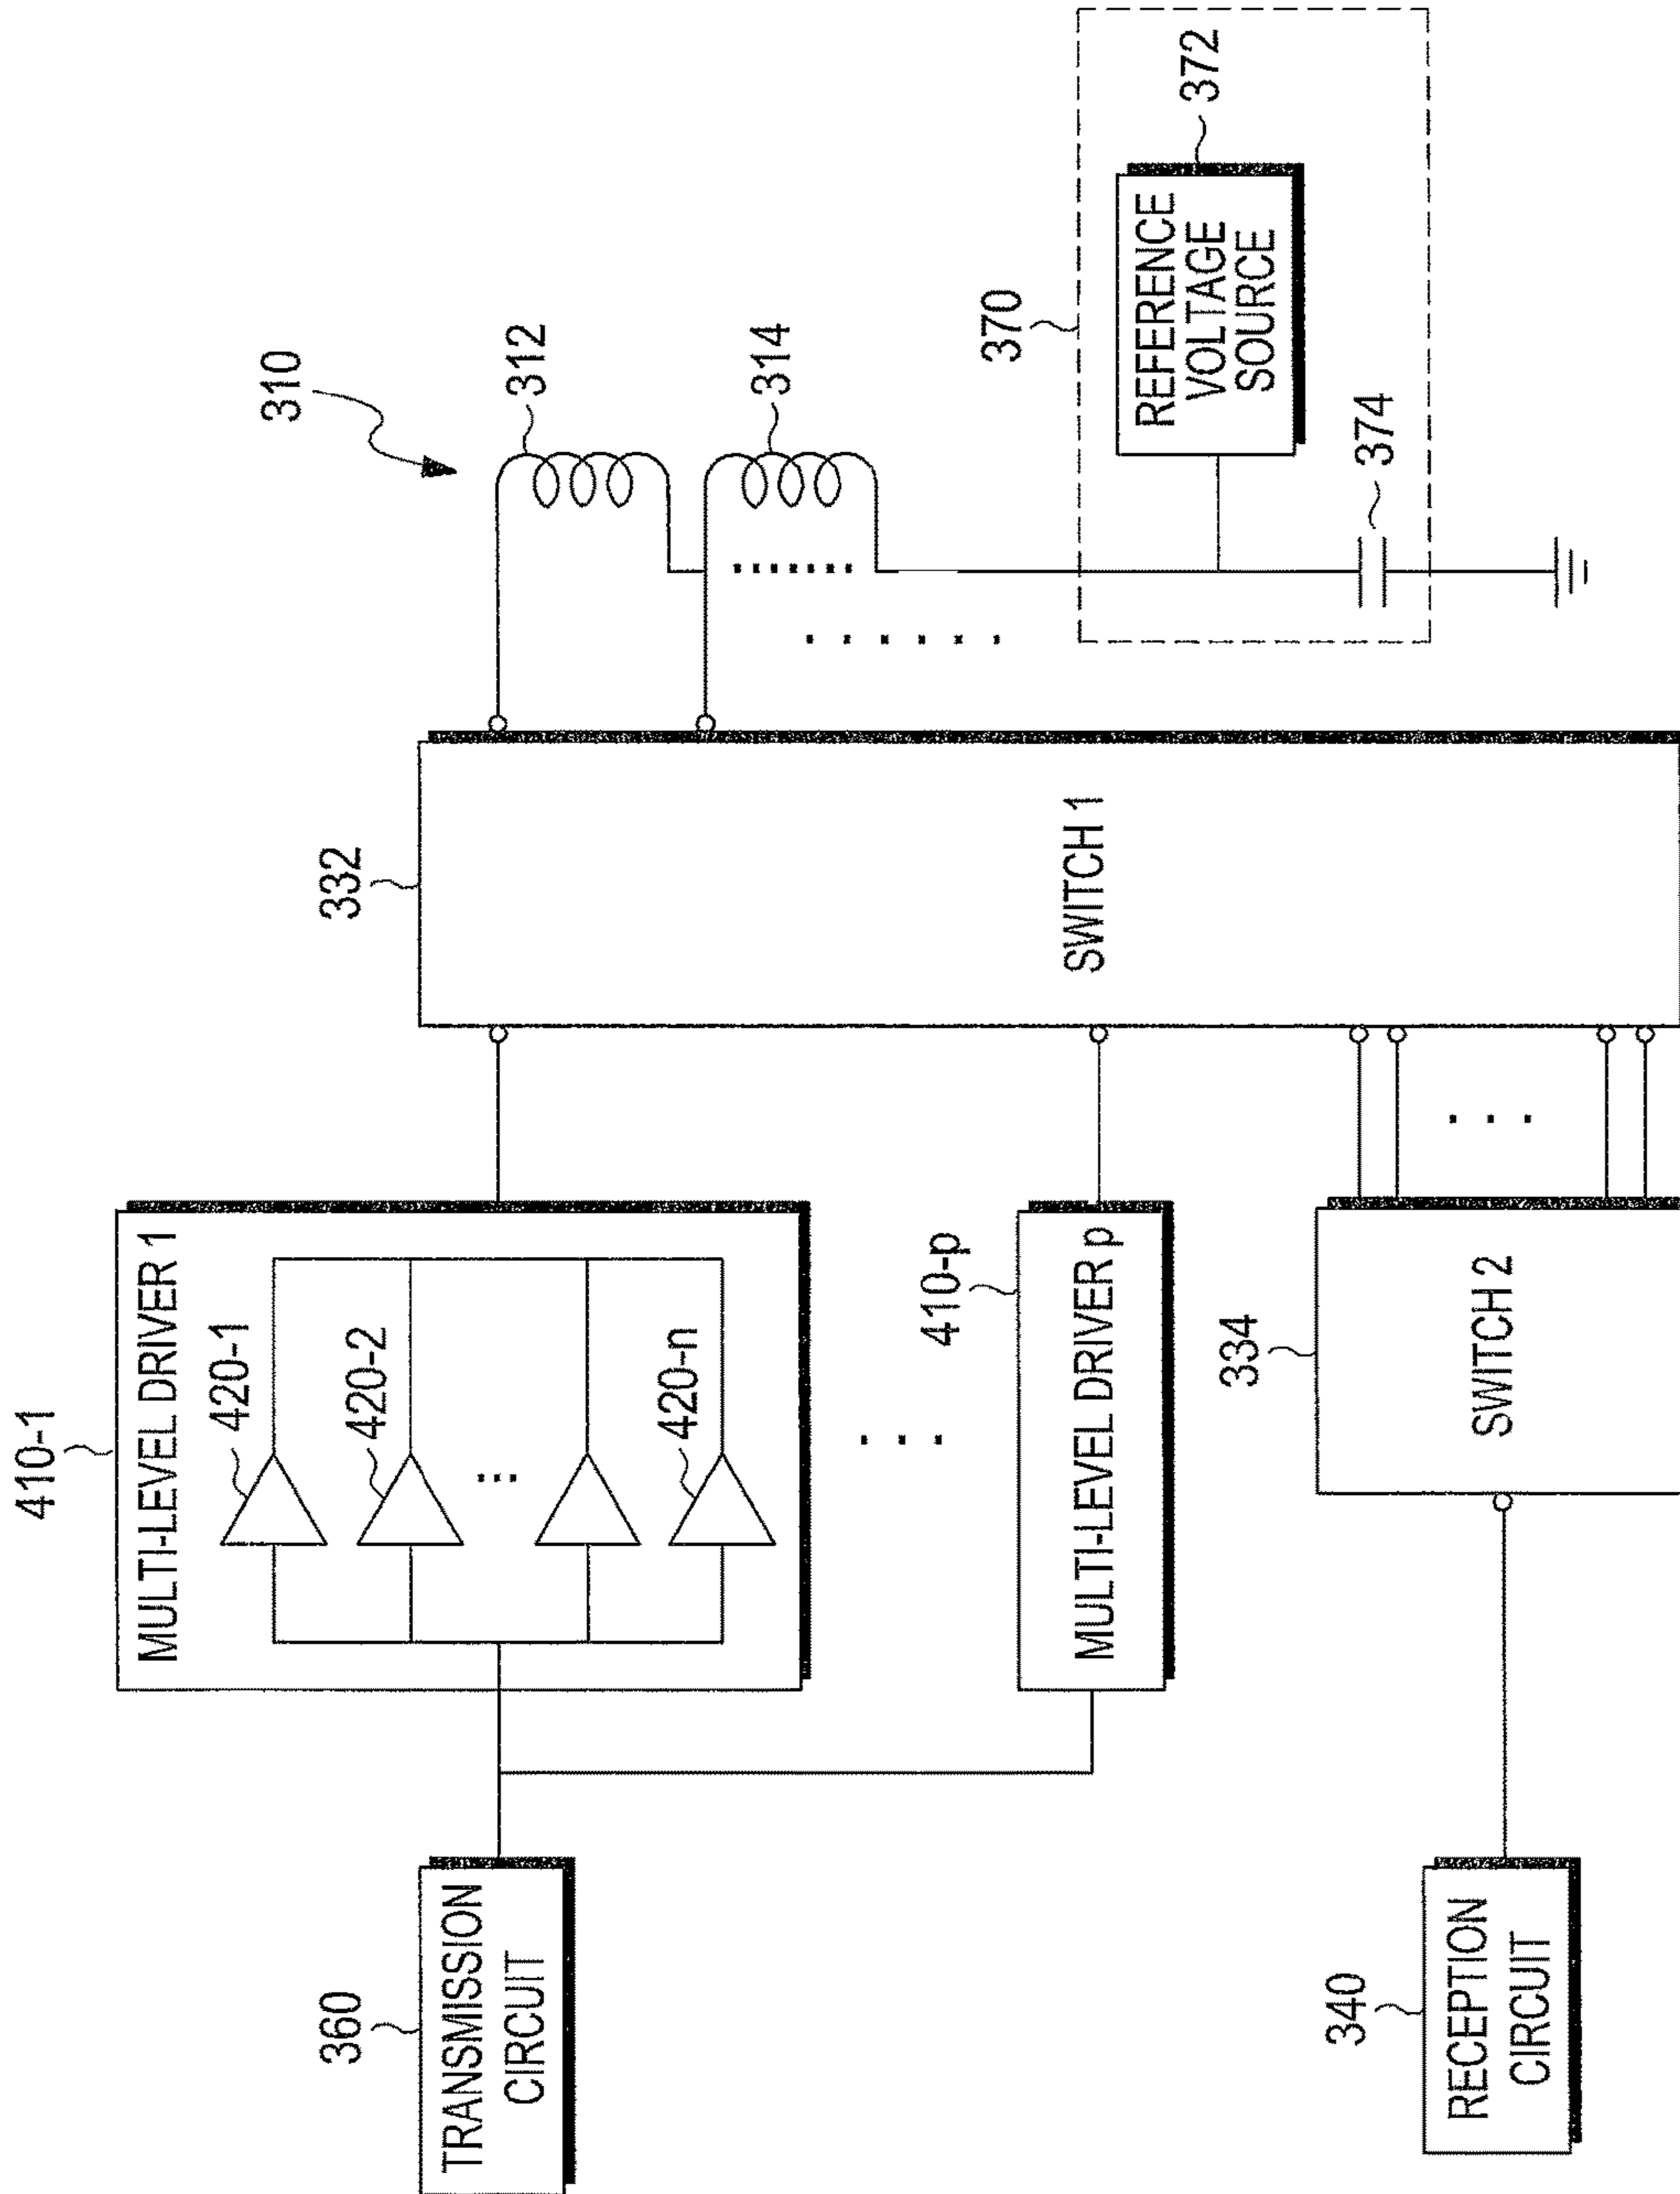 410-1
MULTI-LEVEL DRIVER 1
420-1
420-2
420-n
360
TRANSMISSION
CIRCUIT
332
SWITCH 1
310
312
314
410-p
MULTI-LEVEL DRIVER p
370
REFERENCE
VOLTAGE
SOURCE
372
374
334
SWITCH 2
340
RECEPTION
CIRCUIT